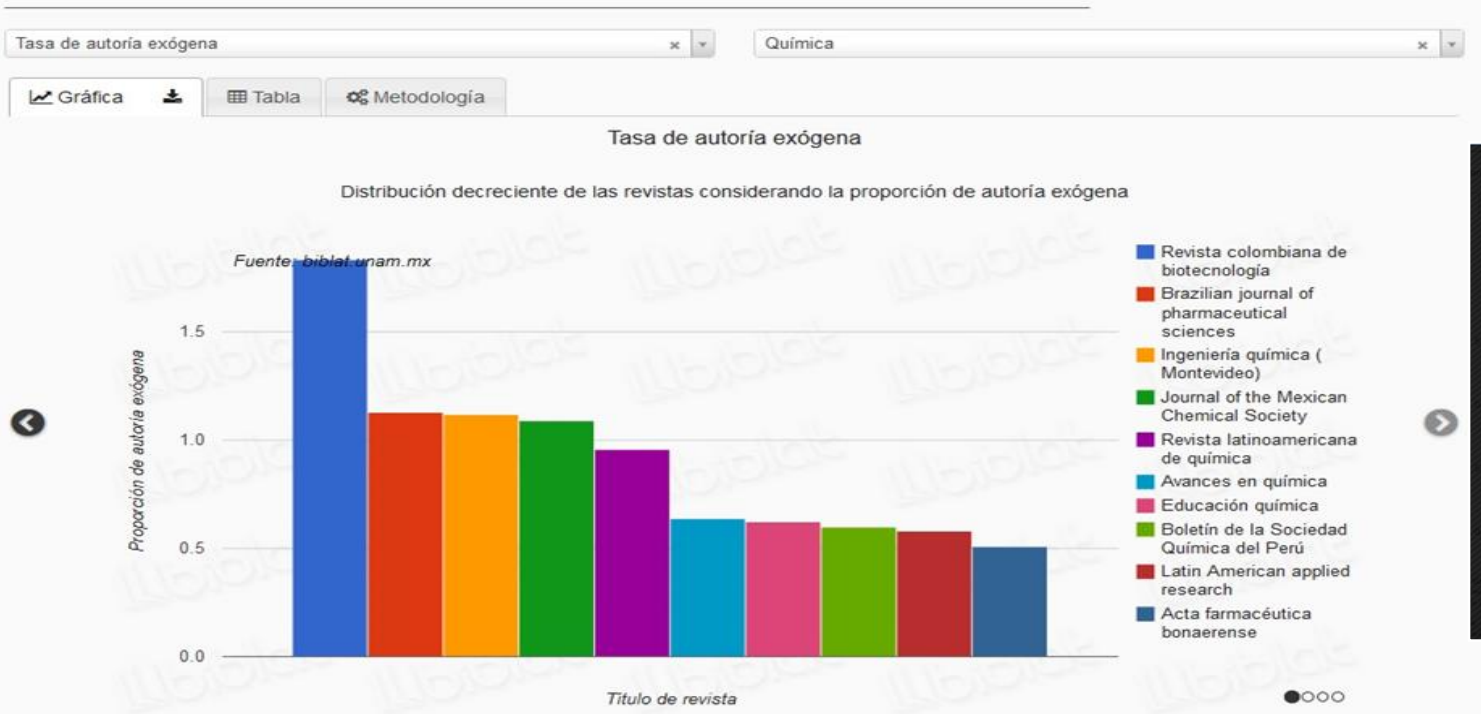 Tasa de autoría exógena × Química ×
Gráfica Tabla Metodología
Tasa de autoría exógena
Distribución decreciente de las revistas considerando la proporción de autoría exógena
Fuente: biblat.unam.mx
Proporción de autoría exógena
1.5
1.0
0.5
0.0
Título de revista
Revista colombiana de
biotecnología
Brazilian journal of
pharmaceutical
sciences
Ingeniería química (
Montevideo)
Journal of the Mexican
Chemical Society
Revista latinoamericana
de química
Avances en química
Educación química
Boletín de la Sociedad
Química del Perú
Latin American applied
research
Acta farmacéutica
bonaerense
biblat